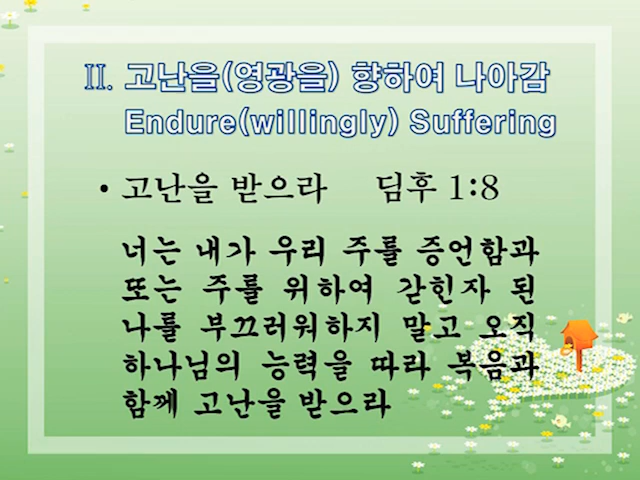 II. 고난을(영광을) 향하여 나아감
Endure(willingly) Suffering
• 고난을 받으라 딤후 1:8
너는 내가 우리 주를 증언함과
또는 주를 위하여 갇힌자 된
나를 부끄러워하지 말고 오직
하나님의 능력을 따라 복음과
함께 고난을 받으라